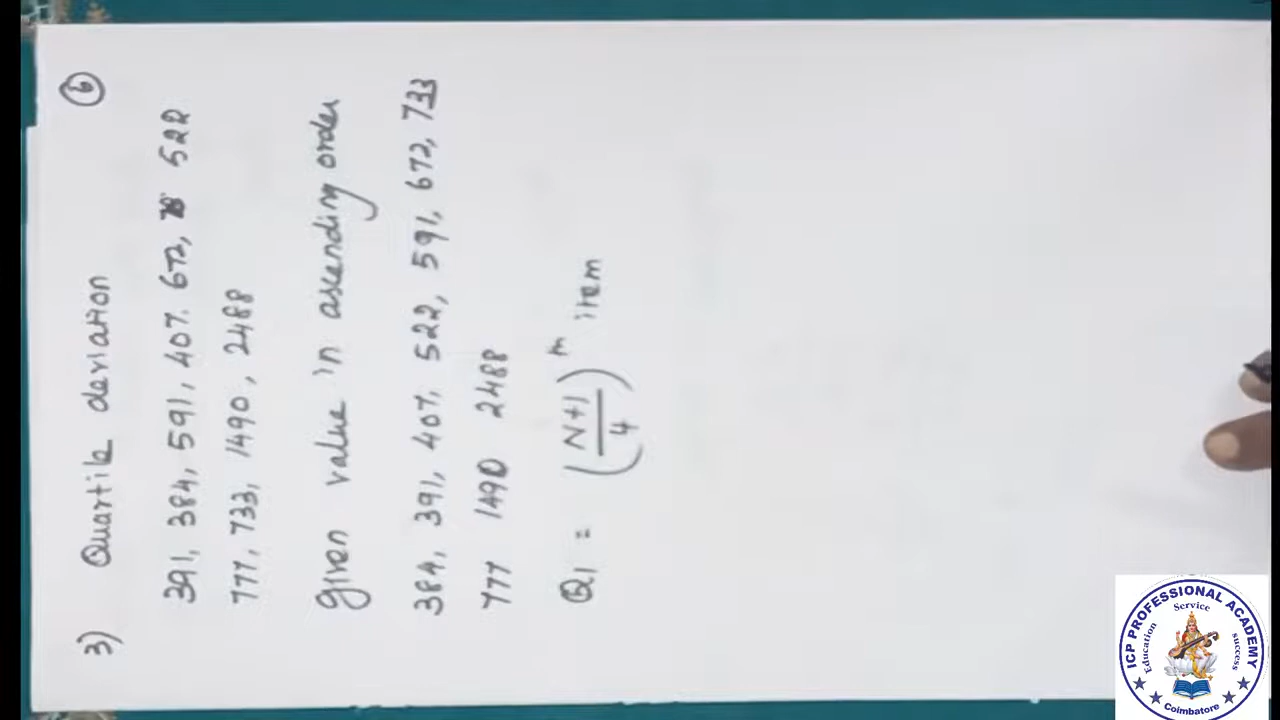 3) Quartile deviation 6
391, 384, 591, 407. 672, 522
777, 733, 1490, 2488
Given value in ascending order
384, 391, 407, 522, 591, 672, 733
777 1490 2488
Q1 = (N+1/4)th item
ICP PROFESSIONAL ACADEMY
Education Service success
Coimbatore